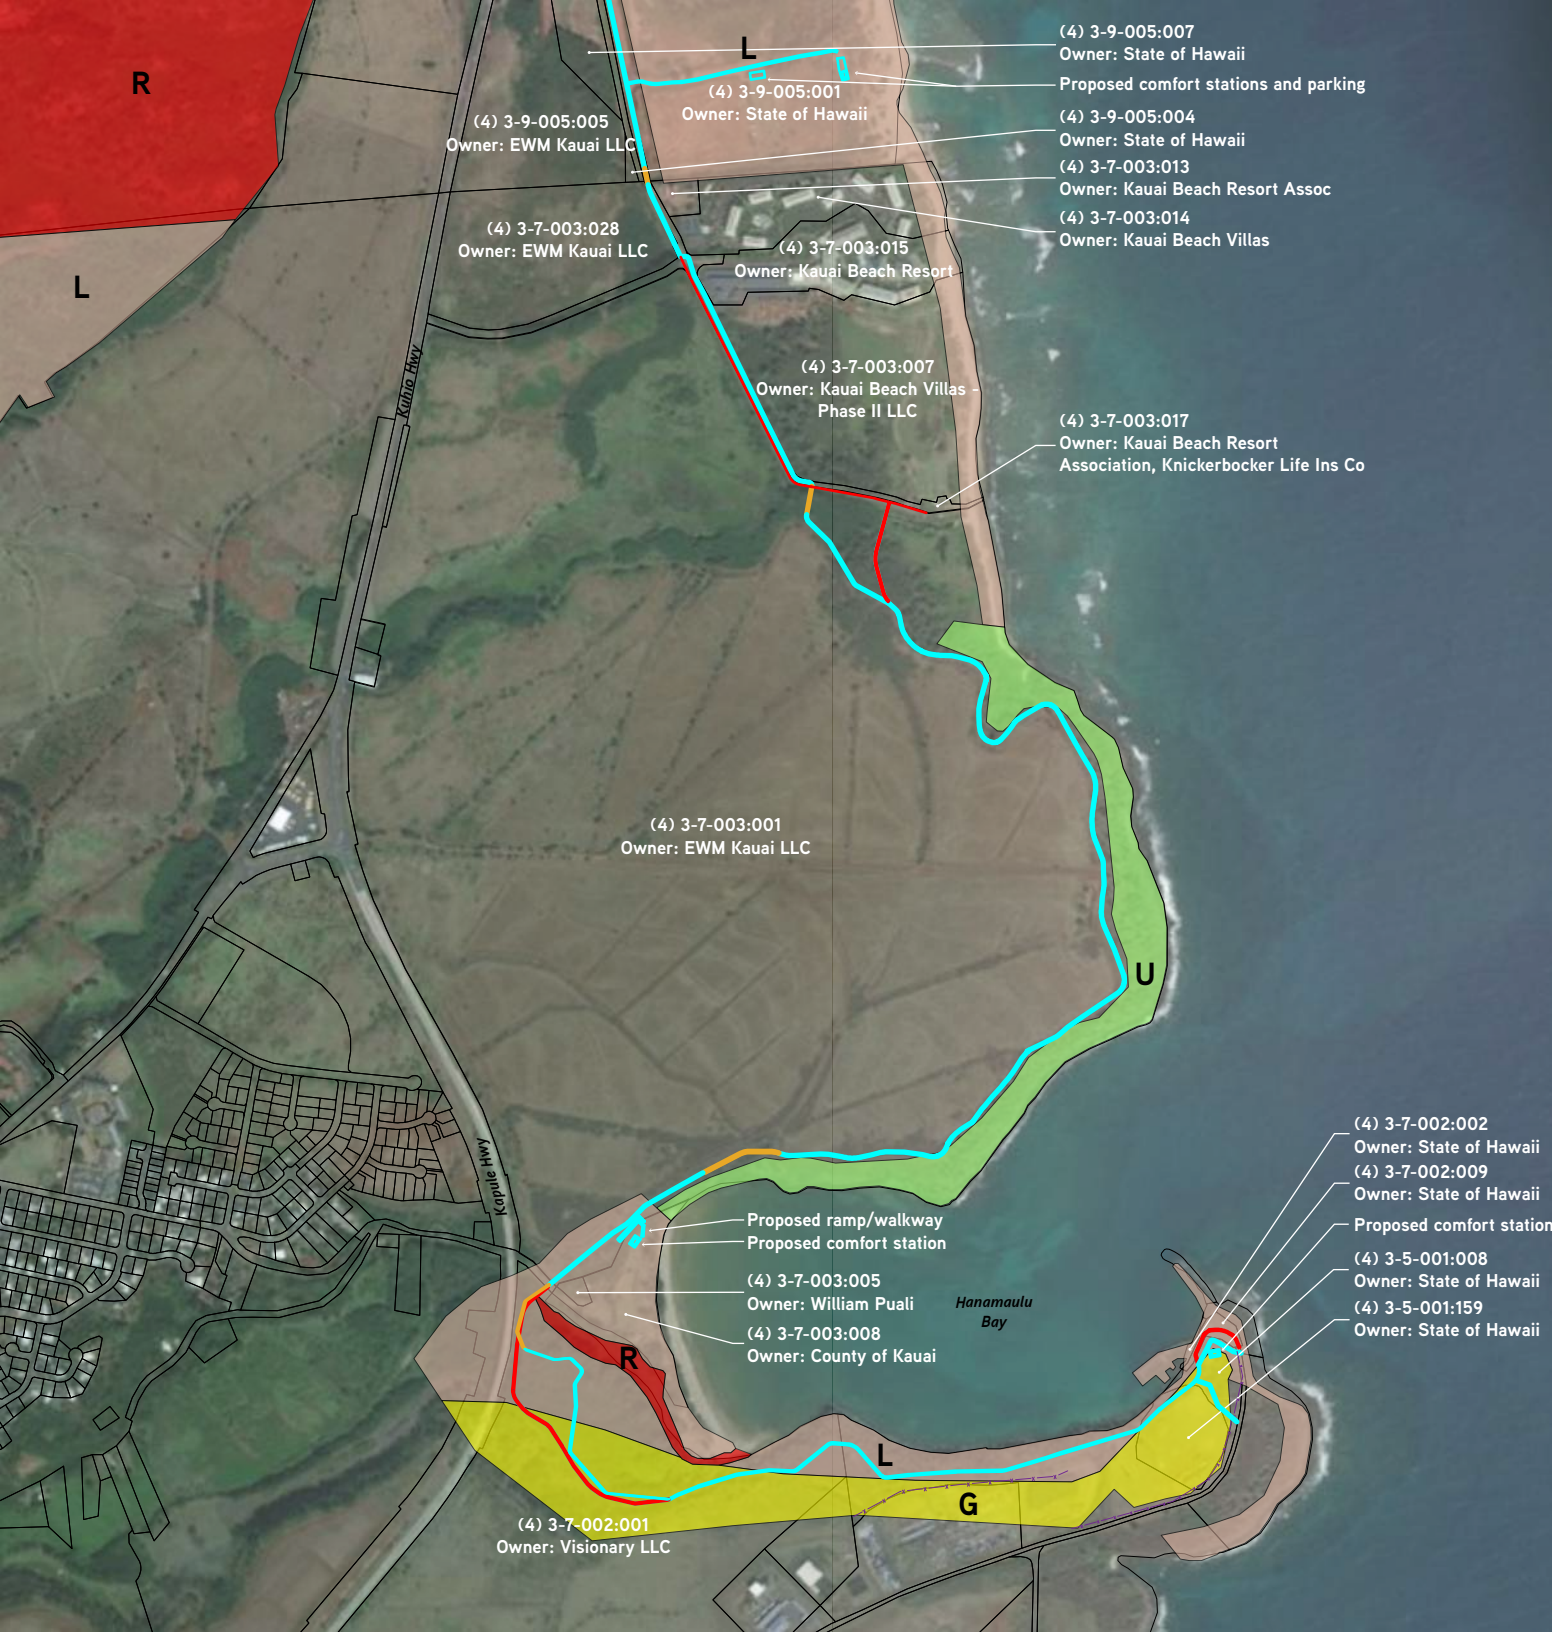 (4) 3-9-005:007
Owner: State of Hawaii
L
R
Proposed comfort stations and parking
(4) 3-9-005:001
Owner: State of Hawaii
(4) 3-9-005:005
Owner: EWM Kauai LLC
(4) 3-9-005:004
Owner: State of Hawaii
(4) 3-7-003:013
Owner: Kauai Beach Resort Assoc
(4) 3-7-003:014
Owner: Kauai Beach Villas
(4) 3-7-003:028
Owner: EWM Kauai LLC
(4) 3-7-003:015
Owner: Kauai Beach Resort
L
Kuhio Hwy
(4) 3-7-003:007
Owner: Kauai Beach Villas -
Phase II LLC
(4) 3-7-003:017
Owner: Kauai Beach Resort
Association, Knickerbocker Life Ins Co
(4) 3-7-003:001
Owner: EWM Kauai LLC
U
Kapule Hwy
(4) 3-7-002:002
Owner: State of Hawaii
(4) 3-7-002:009
Owner: State of Hawaii
Proposed comfort station
(4) 3-5-001:008
Owner: State of Hawaii
(4) 3-5-001:159
Owner: State of Hawaii
Proposed ramp/walkway
Proposed comfort station
(4) 3-7-003:005
Owner: William Puali
(4) 3-7-003:008
Owner: County of Kauai
Hanamaulu
Bay
R
L
G
(4) 3-7-002:001
Owner: Visionary LLC